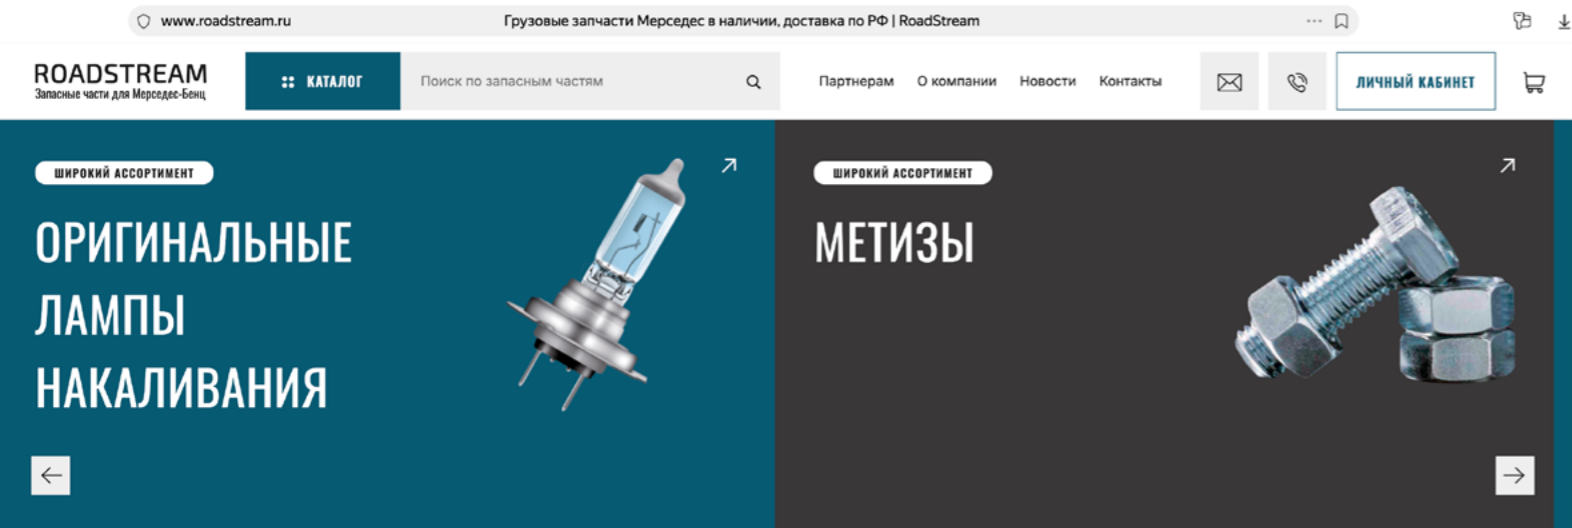 www.roadstream.ru
Грузовые запчасти Мерседес в наличии, доставка по РФ | RoadStream
ROADSTREAM
Запасные части для Мерседес-Бенц
КАТАЛОГ
Поиск по запасным частям
Партнерам
О компании
Новости
Контакты
ЛИЧНЫЙ КАБИНЕТ
ШИРОКИЙ АССОРТИМЕНТ
ОРИГИНАЛЬНЫЕ
ЛАМПЫ
НАКАЛИВАНИЯ
ШИРОКИЙ АССОРТИМЕНТ
МЕТИЗЫ